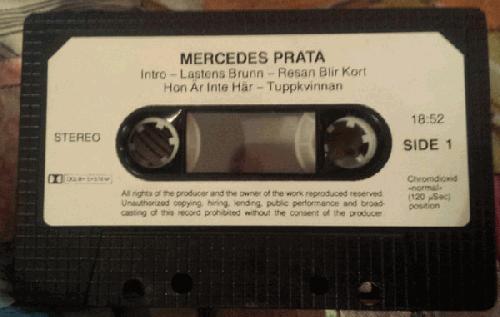 MERCEDES PRATA
Intro – Lastens Brunn – Resan Blir Kort
Hon Är Inte Här – Tuppkvinnan
STEREO
18:52
SIDE 1
DOLBY SYSTEM
All rights of the producer and the owner of the work reproduced reserved.
Unauthorized copying, hiring, lending, public performance and broad-
casting of this record prohibited without the consent of the producer
Chromdioxid
-normal-
(120 µSec)
position